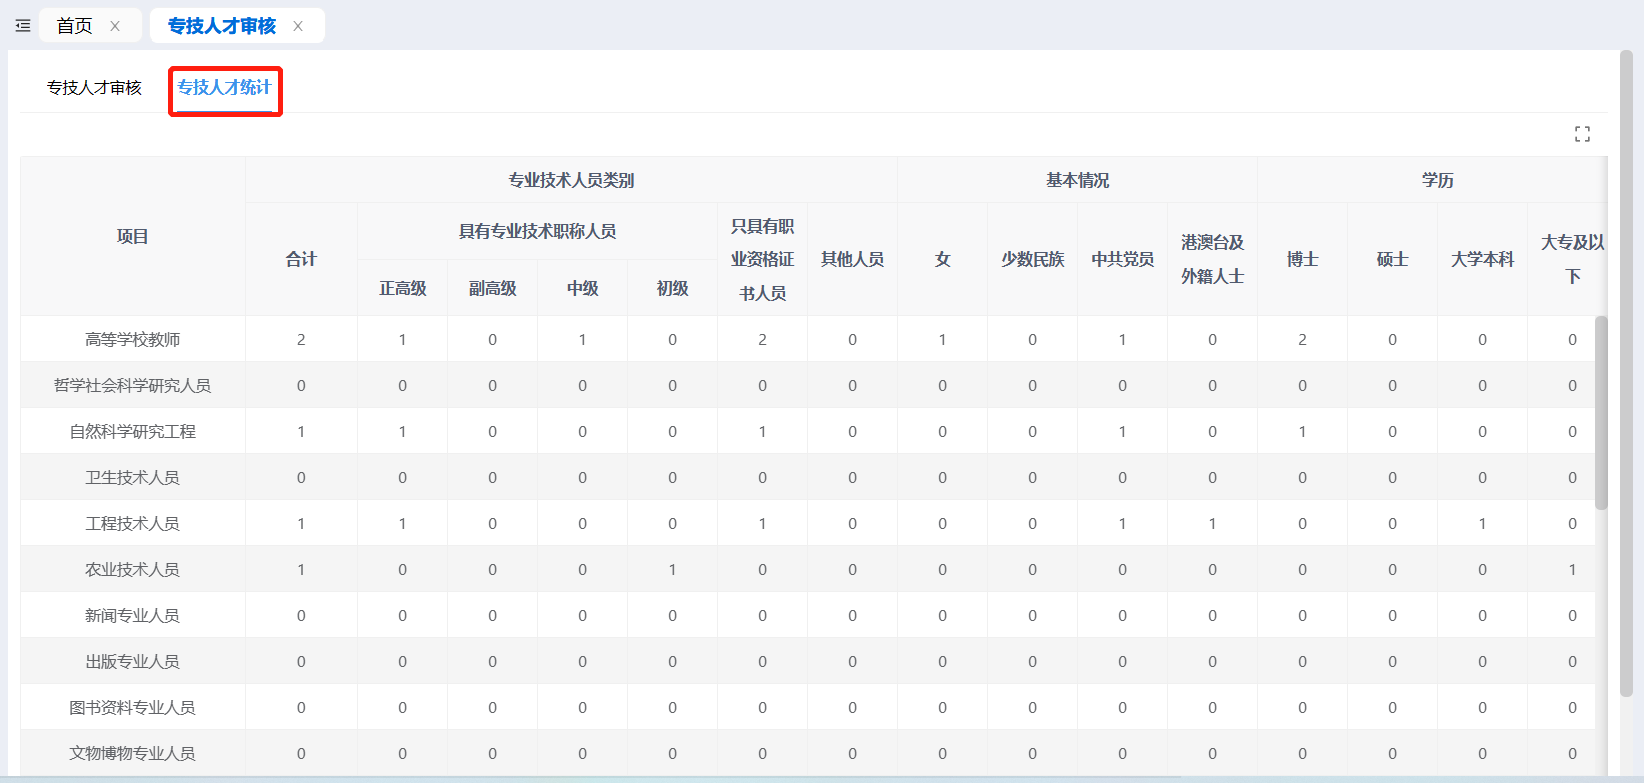 首页
专技人才审核
专技人才审核 专技人才统计
项目 专业技术人员类别 基本情况 学历
合计 具有专业技术职称人员 只具有职业资格证书人员 其他人员 女 少数民族 中共党员 港澳台及外籍人士 博士 硕士 大学本科 大专及以下
正高级 副高级 中级 初级
高等学校教师 2 1 0 1 0 2 0 1 0 1 0 2 0 0 0
哲学社会科学研究人员 0 0 0 0 0 0 0 0 0 0 0 0 0 0 0
自然科学研究工程 1 1 0 0 0 1 0 0 0 1 0 1 0 0 0
卫生技术人员 0 0 0 0 0 0 0 0 0 0 0 0 0 0 0
工程技术人员 1 1 0 0 0 1 0 0 0 1 1 0 0 1 0
农业技术人员 1 0 0 0 1 0 0 0 0 0 0 0 0 0 1
新闻专业人员 0 0 0 0 0 0 0 0 0 0 0 0 0 0 0
出版专业人员 0 0 0 0 0 0 0 0 0 0 0 0 0 0 0
图书资料专业人员 0 0 0 0 0 0 0 0 0 0 0 0 0 0 0
文物博物专业人员 0 0 0 0 0 0 0 0 0 0 0 0 0 0 0